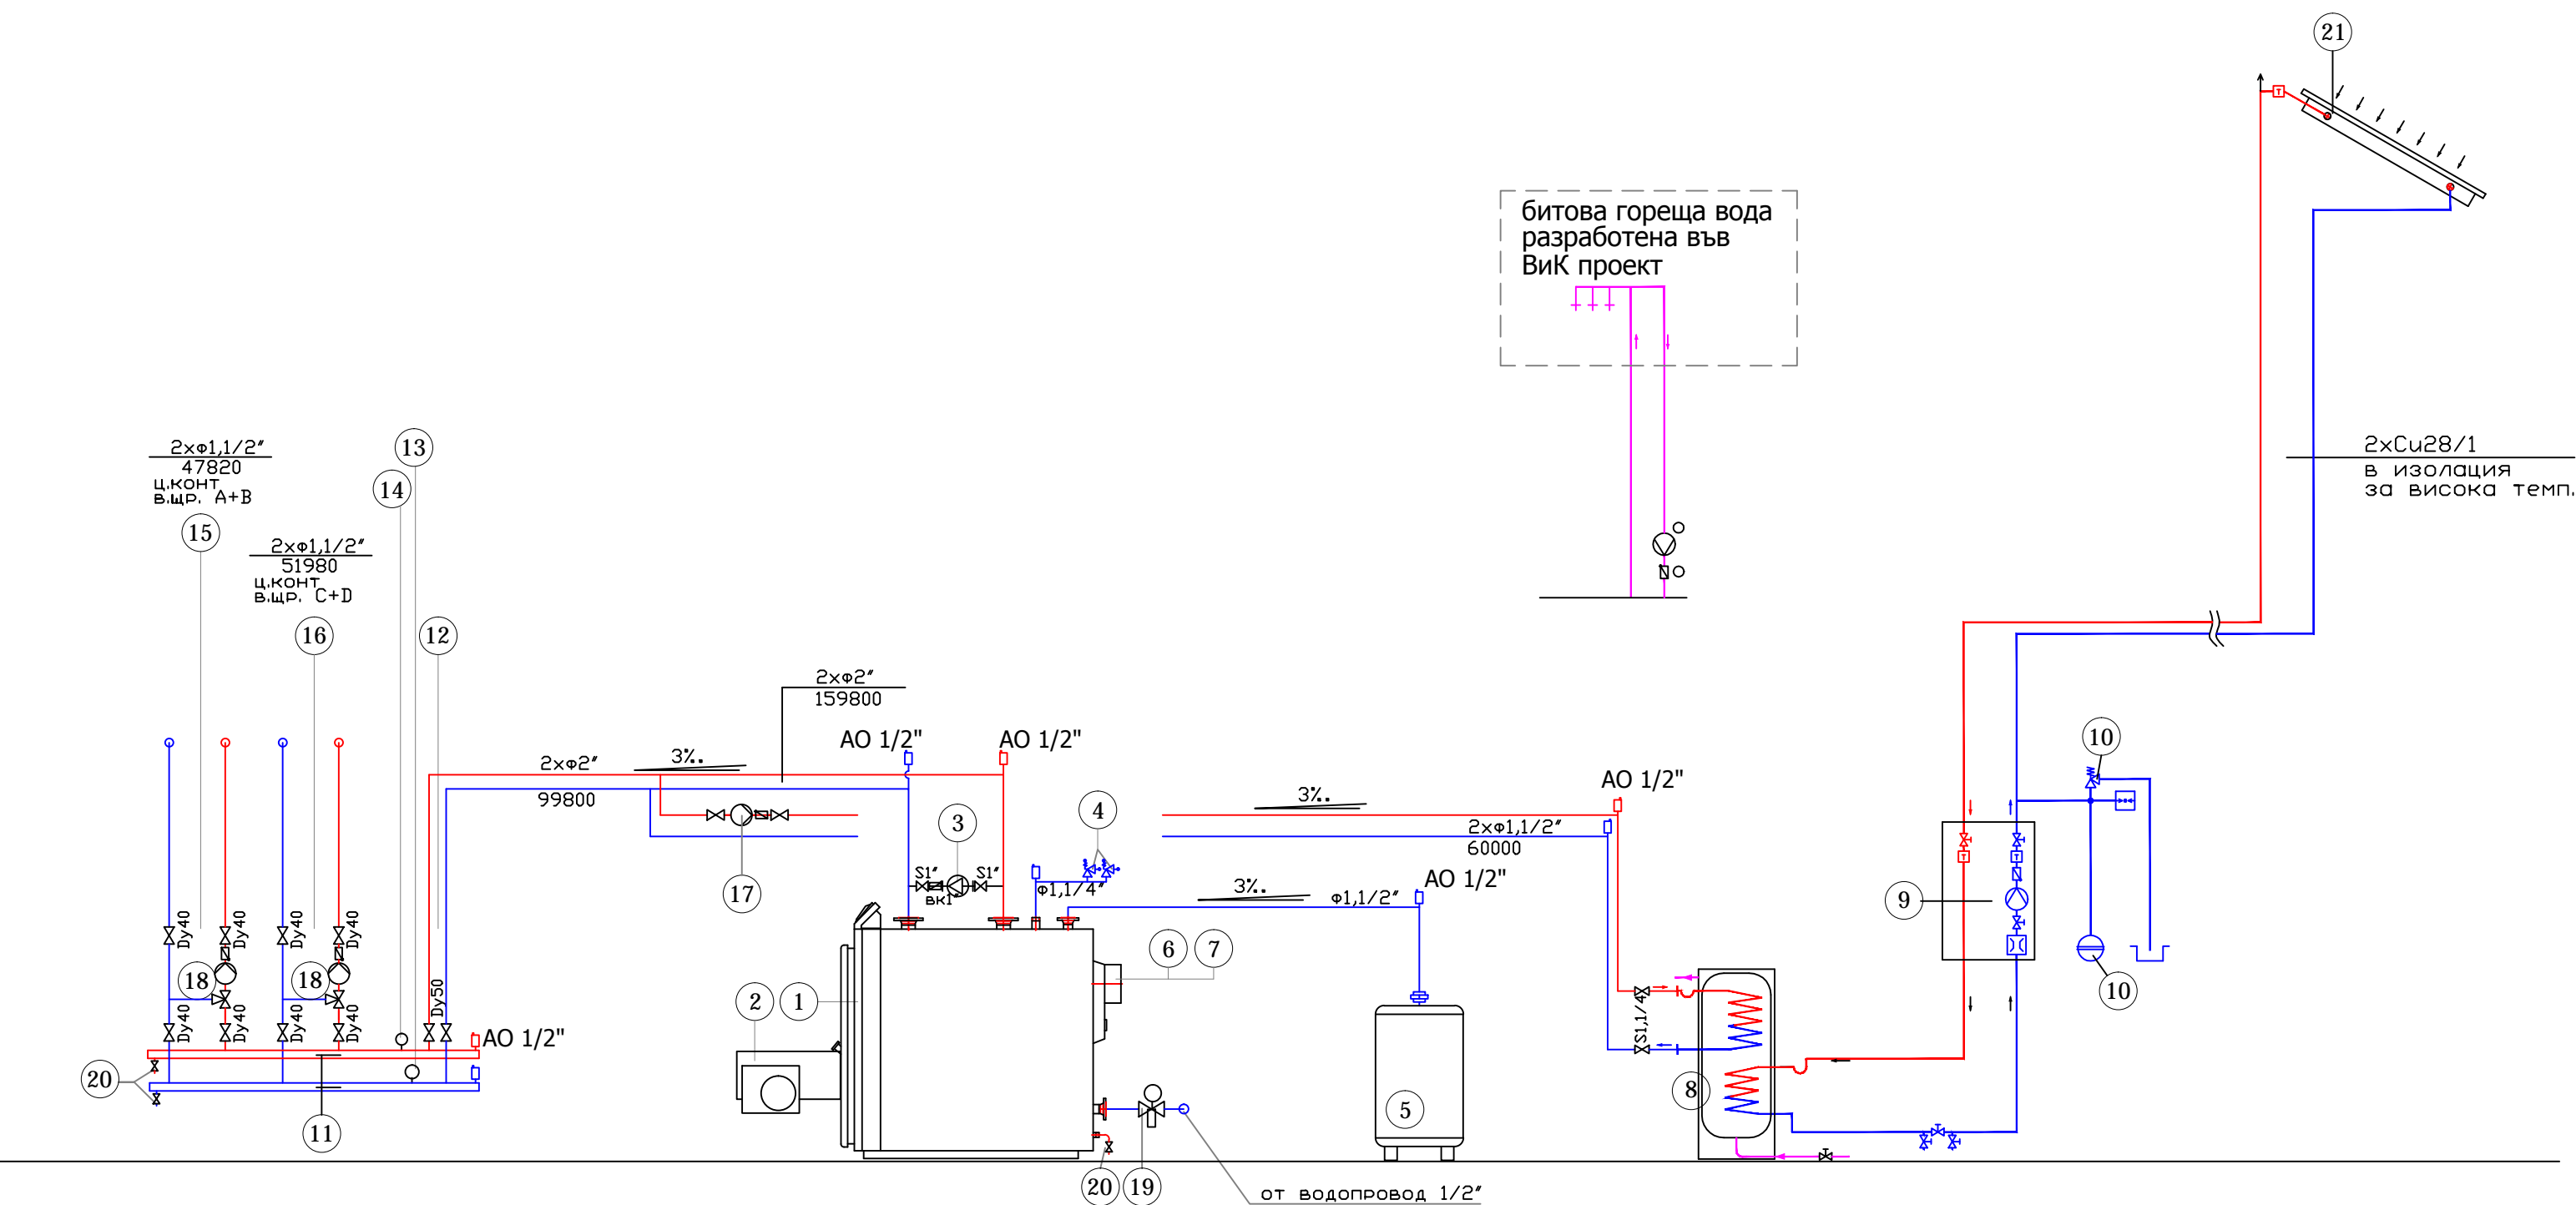 21
битова гореща вода
разработена във
ВиК проект
2xФ1,1/2"
47820
ц.конт
в.щр. A+B
13
14
15
2xФ1,1/2"
51980
ц.конт
в.щр. C+D
16
12
2xCu28/1
в изолация
за висока темп.
2xФ2"
159800
АО 1/2"
АО 1/2"
2xФ2"
3%.
99800
17
3
4
S1"
S1"
вк1"
Ф1,1/4"
3%.
2xФ1,1/2"
60000
АО 1/2"
3%.
Ф1,1/2"
АО 1/2"
10
9
10
Dy40
Dy40
Dy40
Dy40
18
18
Dy40
Dy40
Dy40
Dy40
Dy50
АО 1/2"
2
1
6
7
S1,1/4
T
T
T
20
11
5
8
20
19
от водопровод 1/2"